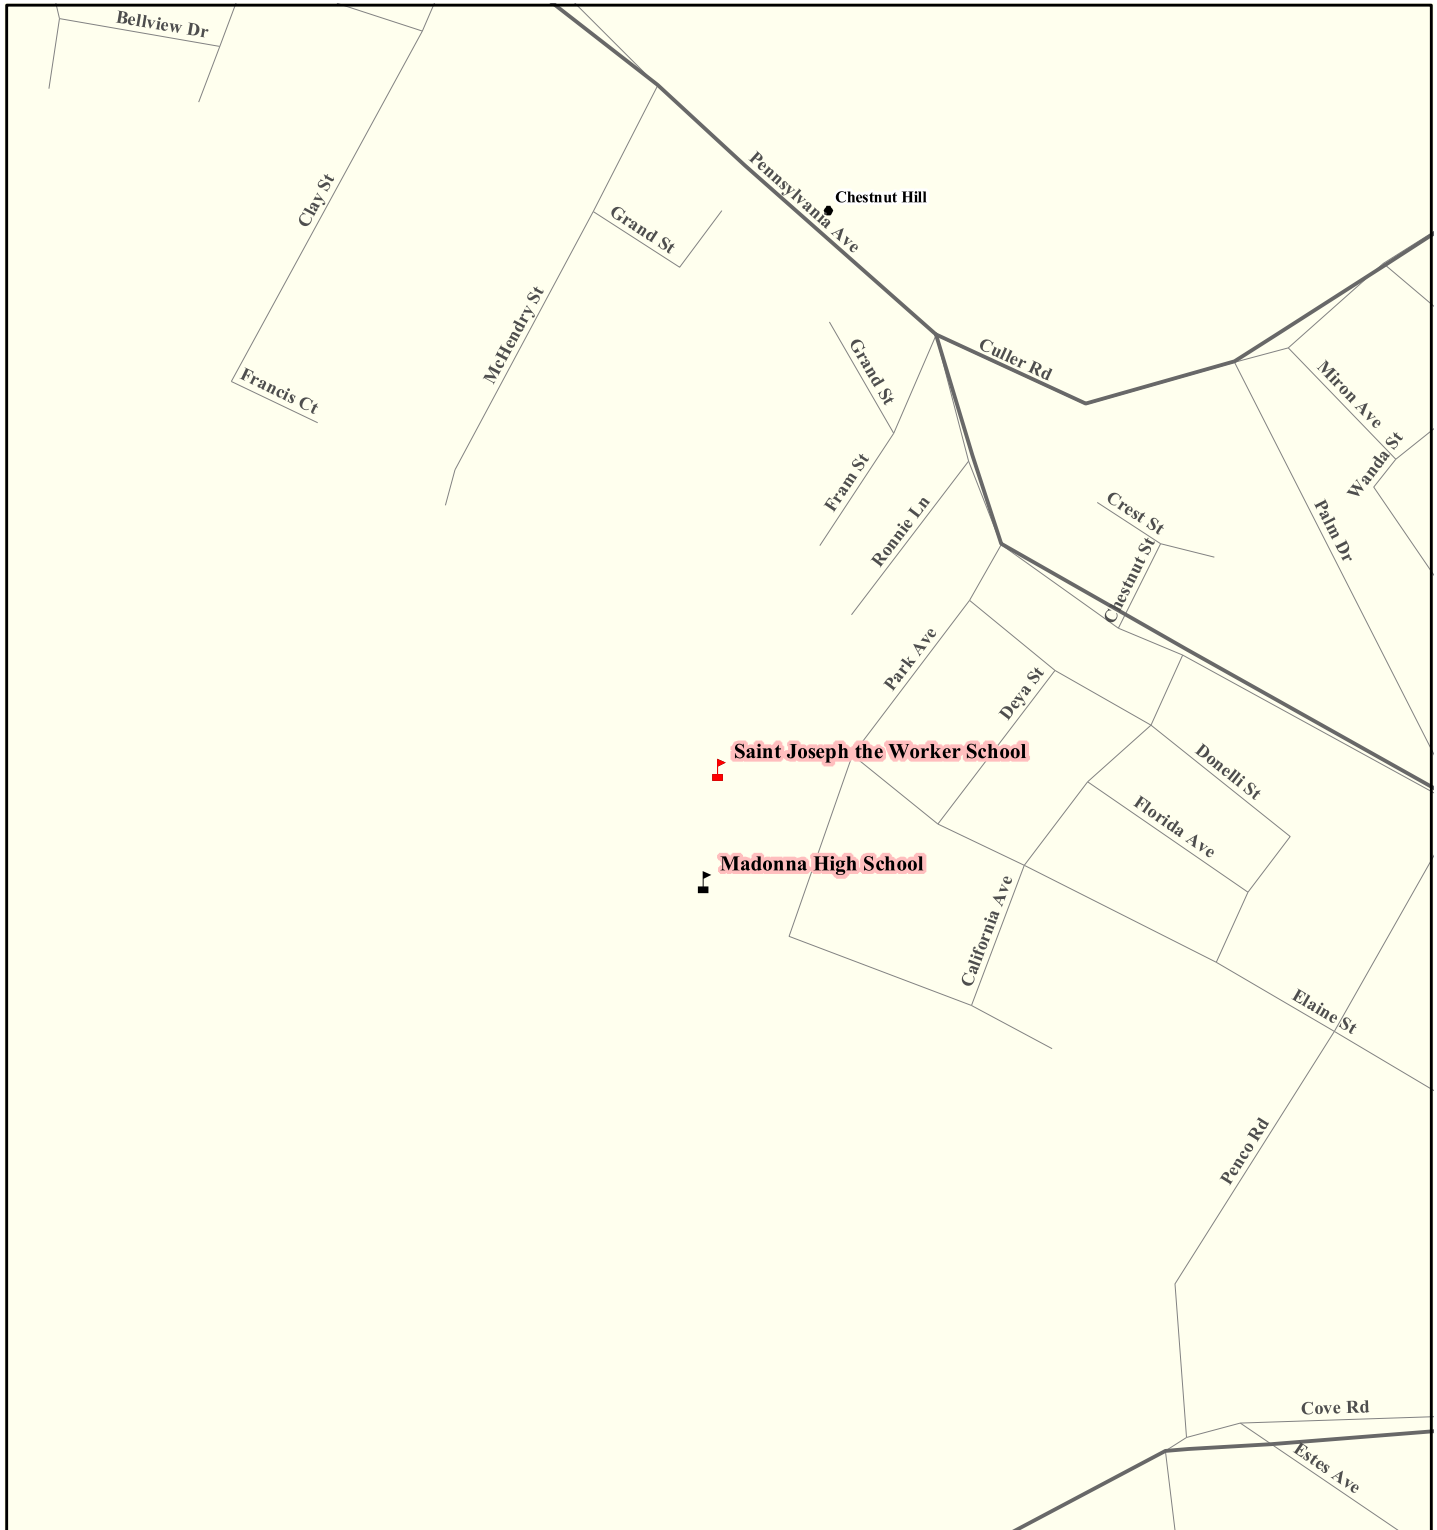 Bellview Dr
Clay St
Pennsylvania Ave
Chestnut Hill
Grand St
McHendry St
Francis Ct
Grand St
Culler Rd
Miron Ave
Wanda St
Fram St
Ronnie Ln
Crest St
Chestnut St
Palm Dr
Park Ave
Deya St
Saint Joseph the Worker School
Donelli St
Florida Ave
Madonna High School
California Ave
Elaine St
Penco Rd
Cove Rd
Estes Ave